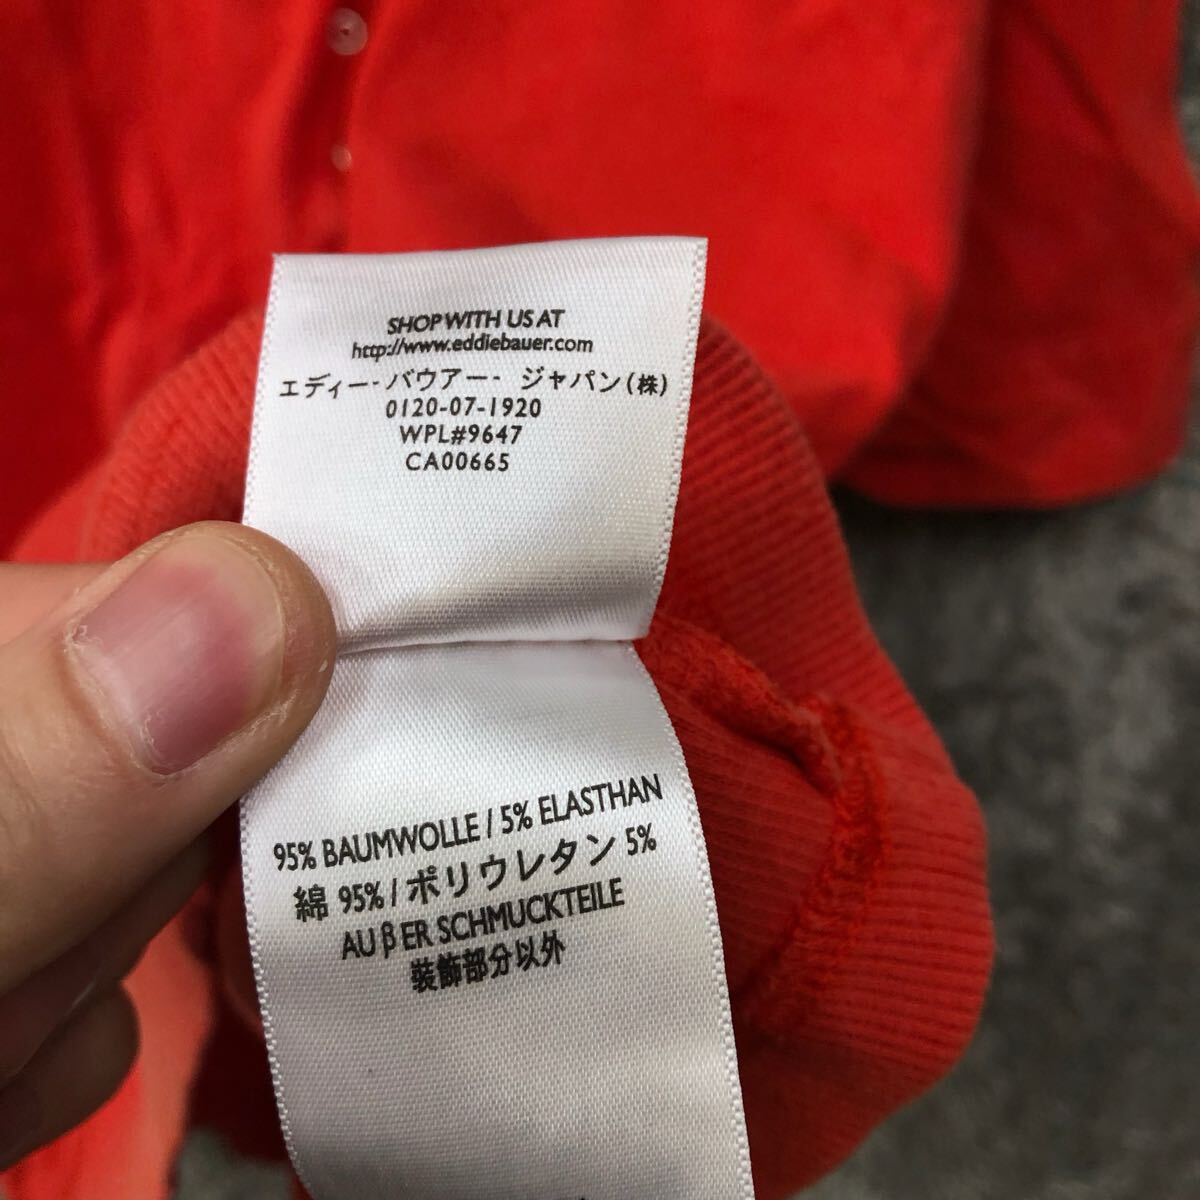 SHOP WITH US AT
http://www.eddiebauer.com
エディー・バウアー・ジャパン(株)
0120-07-1920
WPL#9647
CA00665
95% BAUMWOLLE / 5% ELASTHAN
綿 95% / ポリウレタン 5%
AUβER SCHMUCKTEILE
装飾部分以外